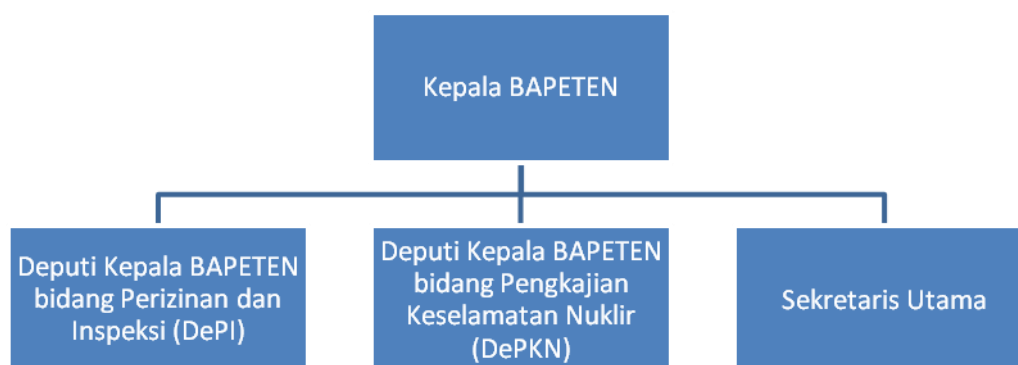 Kepala BAPETEN
Deputi Kepala BAPETEN
bidang Perizinan dan
Inspeksi (DePI)
Deputi Kepala BAPETEN
bidang Pengkajian
Keselamatan Nuklir
(DePKN)
Sekretaris Utama